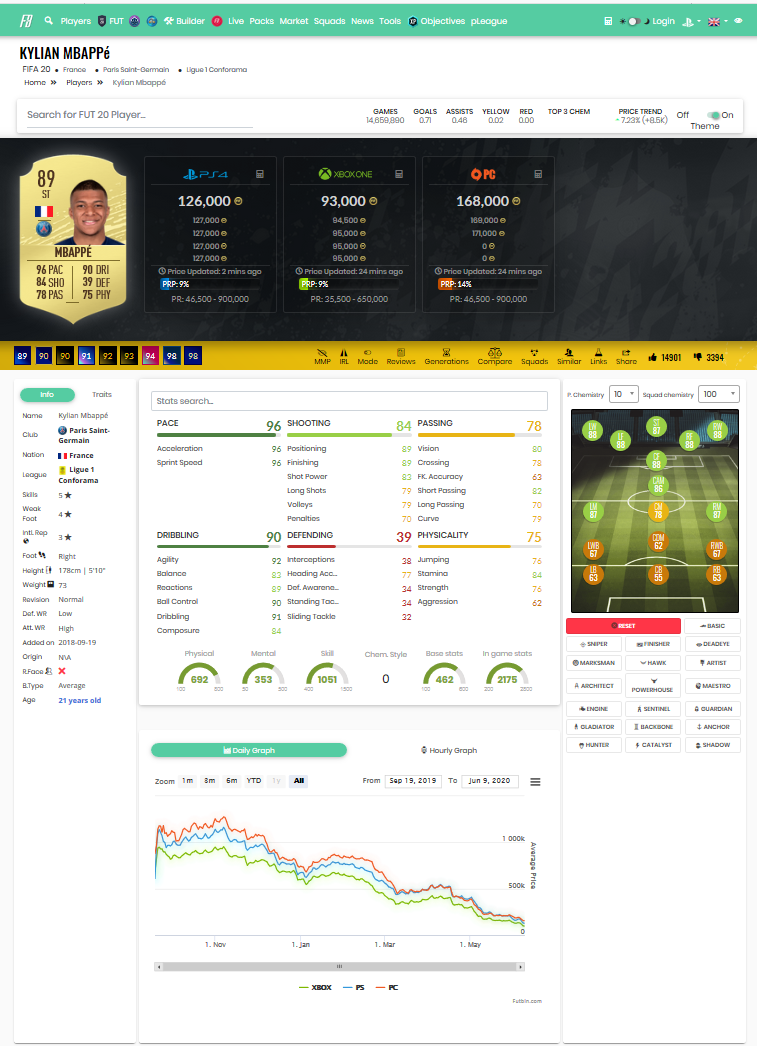 Players FUT Builder Live Packs Market Squads News Tools Objectives pLeague Login
KYLIAN MBAPPé
FIFA 20 • France • Paris Saint-Germain • Ligue 1 Conforama
Home » Players » Kylian Mbappé
Search for FUT 20 Player...
GAMES GOALS ASSISTS YELLOW RED TOP 3 CHEM PRICE TREND
14,659,890 0.71 0.46 0.02 0.00 - 7.23% (+8.5K)
Off On
Theme
89
ST
MBAPPÉ
96 PAC 90 DRI
84 SHO 39 DEF
78 PAS 75 PHY
PS4
126,000
127,000
127,000
127,000
127,000
Price Updated: 2 mins ago
PRP: 9%
PR: 46,500 - 900,000
XBOX ONE
93,000
94,500
95,000
95,000
95,000
Price Updated: 24 mins ago
PRP: 9%
PR: 35,500 - 650,000
PC
168,000
169,000
171,000
0
0
Price Updated: 24 mins ago
PRP: 14%
PR: 46,500 - 900,000
89 90 90 91 92 93 94 98 98
MMP IRL Mode Reviews Generations Compare Squads Similar Links Share 14901 3394
Info Traits
Name Kylian Mbappé
Club Paris Saint-Germain
Nation France
League Ligue 1 Conforama
Skills 5
Weak Foot 4
Intl.Rep 3
Foot Right
Height 178cm | 5'10"
Weight 73
Revision Normal
Def.WR Low
Att.WR High
Added on 2018-09-19
Origin N\A
R.Face
B.Type Average
Age 21 years old
Stats search...
PACE 96
Acceleration 96
Sprint Speed 96
SHOOTING 84
Positioning 89
Finishing 89
Shot Power 83
Long Shots 79
Volleys 79
Penalties 70
PASSING 78
Vision 80
Crossing 78
FK. Accuracy 63
Short Passing 82
Long Passing 70
Curve 79
DRIBBLING 90
Agility 92
Balance 83
Reactions 89
Ball Control 90
Dribbling 91
Composure 84
DEFENDING 39
Interceptions 38
Heading Acc... 77
Def. Awarene... 34
Standing Tac... 34
Sliding Tackle 32
PHYSICALITY 75
Jumping 76
Stamina 84
Strength 76
Aggression 62
Physical Mental Skill Chem. Style Base stats In game stats
692 353 1051 0 462 2175
100 500 50 500 400 1500 100 600 200 2800
P. Chemistry 10 Squad chemistry 100
LW 88
LF 88
ST 87
RF 88
RW 88
CF 88
CAM 86
LM 87
CM 78
RM 87
LWB 67
CDM 62
RWB 67
LB 63
CB 55
RB 63
RESET BASIC
SNIPER FINISHER DEADEYE
MARKSMAN HAWK ARTIST
ARCHITECT POWERHOUSE MAESTRO
ENGINE SENTINEL GUARDIAN
GLADIATOR BACKBONE ANCHOR
HUNTER CATALYST SHADOW
Daily Graph Hourly Graph
Zoom 1m 8m 6m YTD 1y All
From Sep 19, 2019 To Jun 9, 2020
1 000k
500k
0
Average Price
1. Nov 1. Jan 1. Mar 1. May
XBOX PS PC
Futbin.com